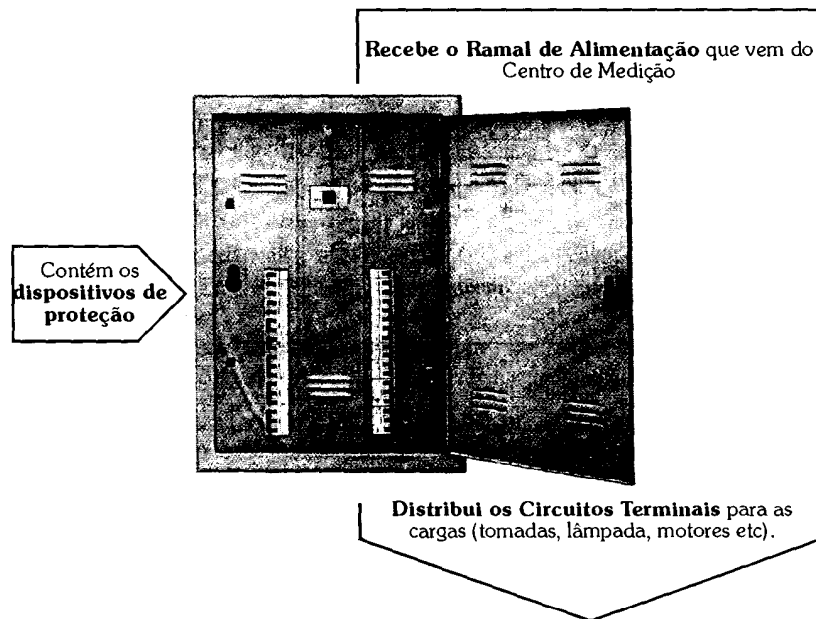 Recebe o Ramal de Alimentação que vem do
Centro de Medição
Contém os
dispositivos de
proteção
Distribui os Circuitos Terminais para as
cargas (tomadas, lâmpada, motores etc).